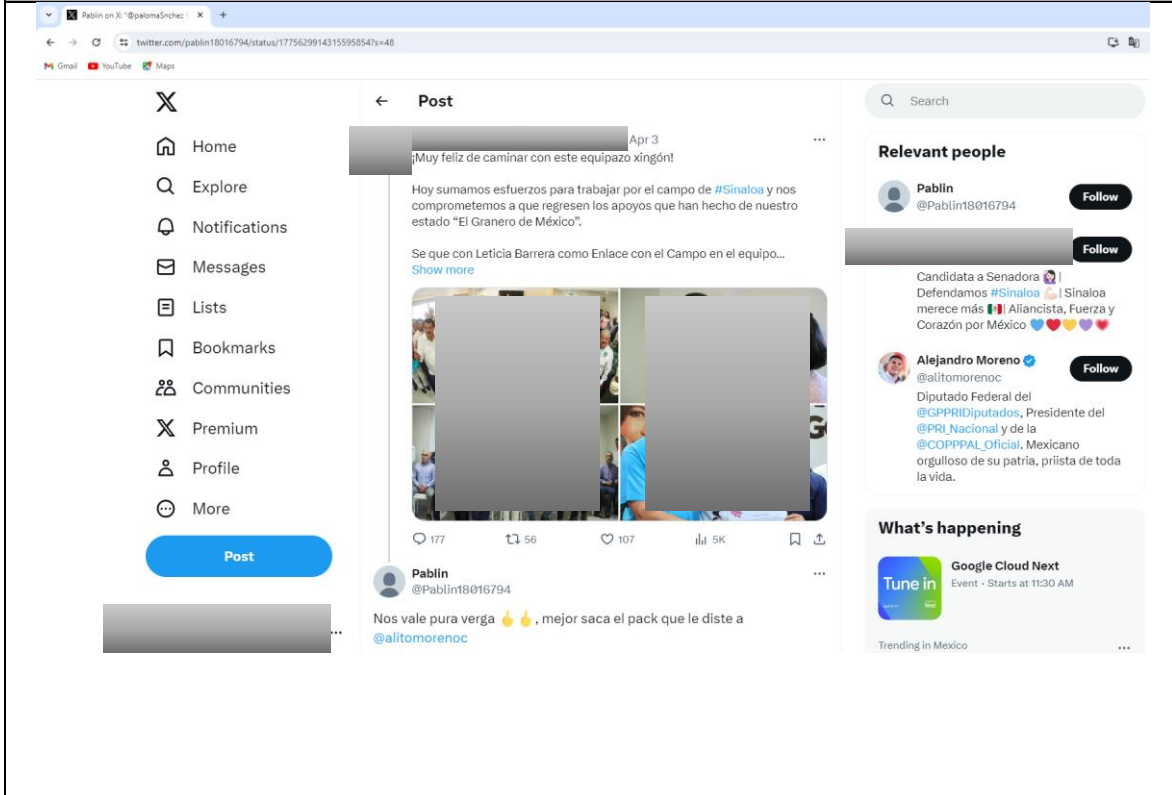 Pablin on X: "@palomaSnchez
twitter.com/pablin18016794/status/1775629914315595854?s=48
Gmail YouTube Maps
Home
Explore
Notifications
Messages
Lists
Bookmarks
Communities
Premium
Profile
More
Post
Post
Apr 3
¡Muy feliz de caminar con este equipazo xingón!
Hoy sumamos esfuerzos para trabajar por el campo de #Sinaloa y nos
comprometemos a que regresen los apoyos que han hecho de nuestro
estado “El Granero de México”.
Se que con Leticia Barrera como Enlace con el Campo en el equipo...
Show more
177 56 107 5K
Pablin
@Pablin18016794
Nos vale pura verga 🖕🖕, mejor saca el pack que le diste a
@alitomorenoc
Search
Relevant people
Pablin
@Pablin18016794
Follow
Follow
Candidata a Senadora 🙋🏻‍♀️|
Defendamos #Sinaloa 💪🏻| Sinaloa
merece más 🇲🇽| Aliancista, Fuerza y
Corazón por México 🩵❤️💛💜💗
Alejandro Moreno
@alitomorenoc
Follow
Diputado Federal del
@GPPRIDiputados, Presidente del
@PRI_Nacional y de la
@COPPPAL_Oficial. Mexicano
orgulloso de su patria, priista de toda
la vida.
What’s happening
Tune in
Google Cloud Next
Event · Starts at 11:30 AM
Trending in Mexico